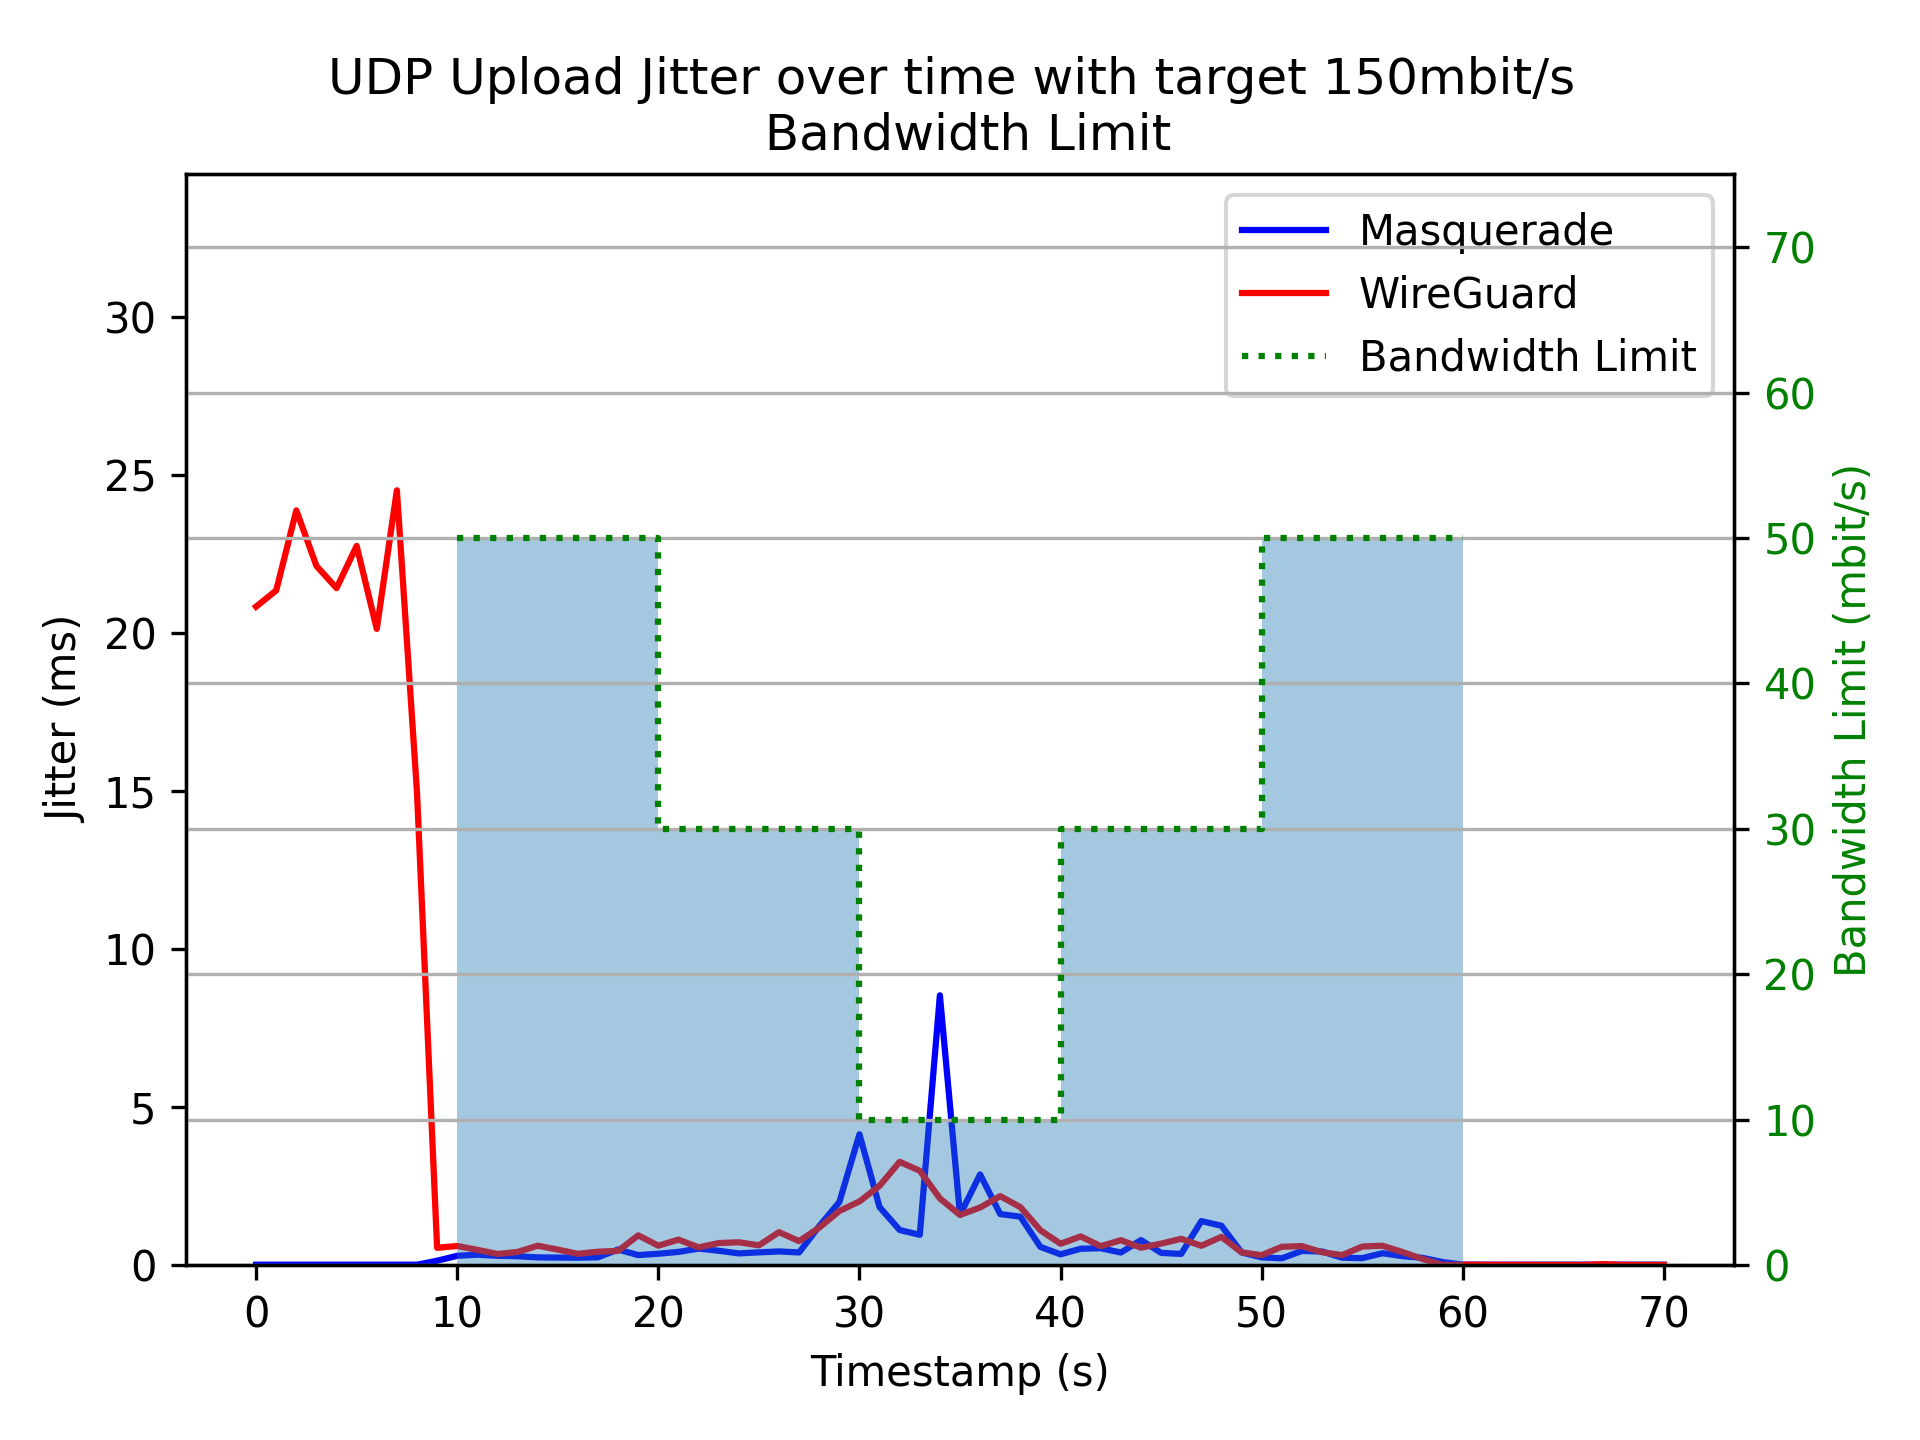 UDP Upload Jitter over time with target 150mbit/s
Bandwidth Limit
Masquerade
WireGuard
Bandwidth Limit
Jitter (ms)
30
25
20
15
10
5
0
70
60
50
40
30
20
10
0
Bandwidth Limit (mbit/s)
0 10 20 30 40 50 60 70
Timestamp (s)